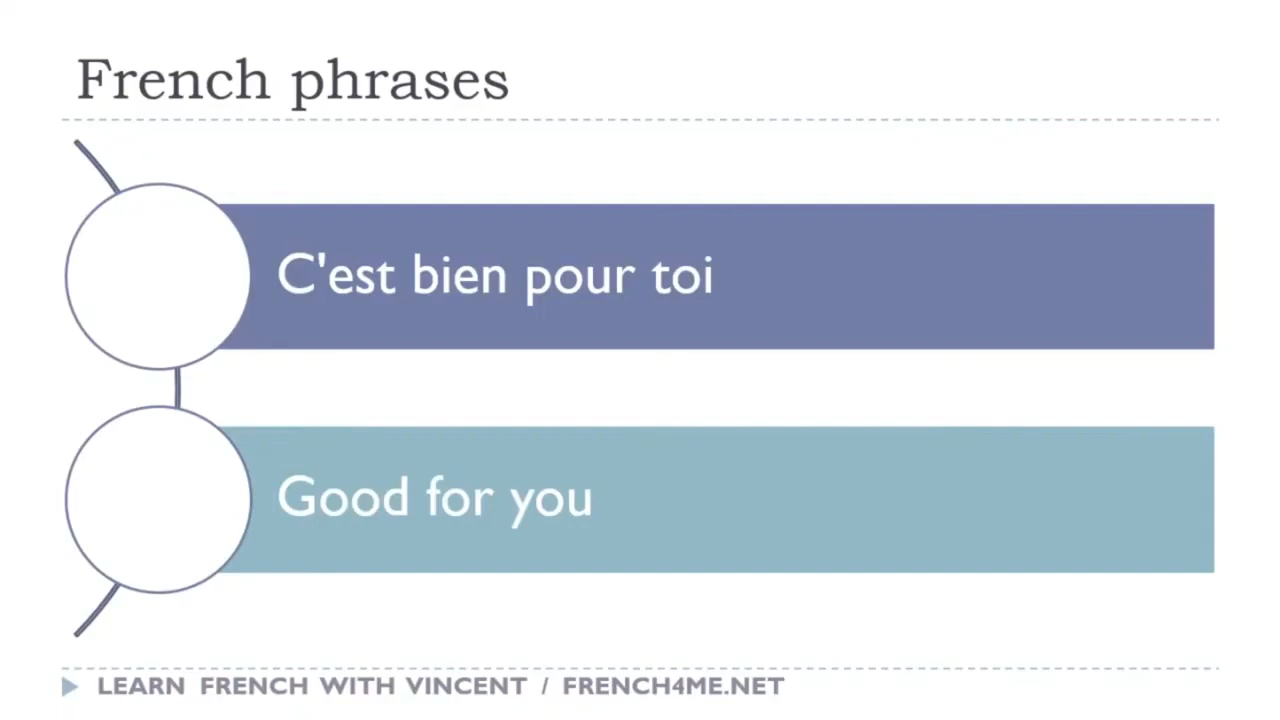 French phrases
C'est bien pour toi
Good for you
LEARN FRENCH WITH VINCENT / FRENCH4ME.NET